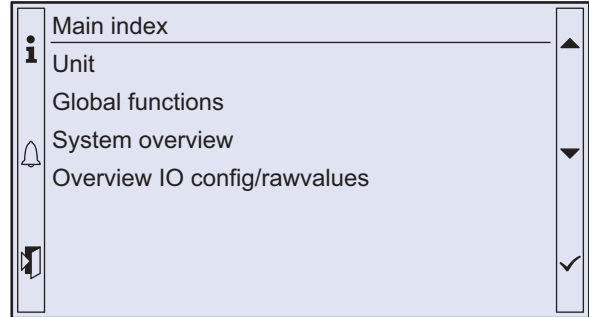 Main index
Unit
Global functions
System overview
Overview IO config/rawvalues